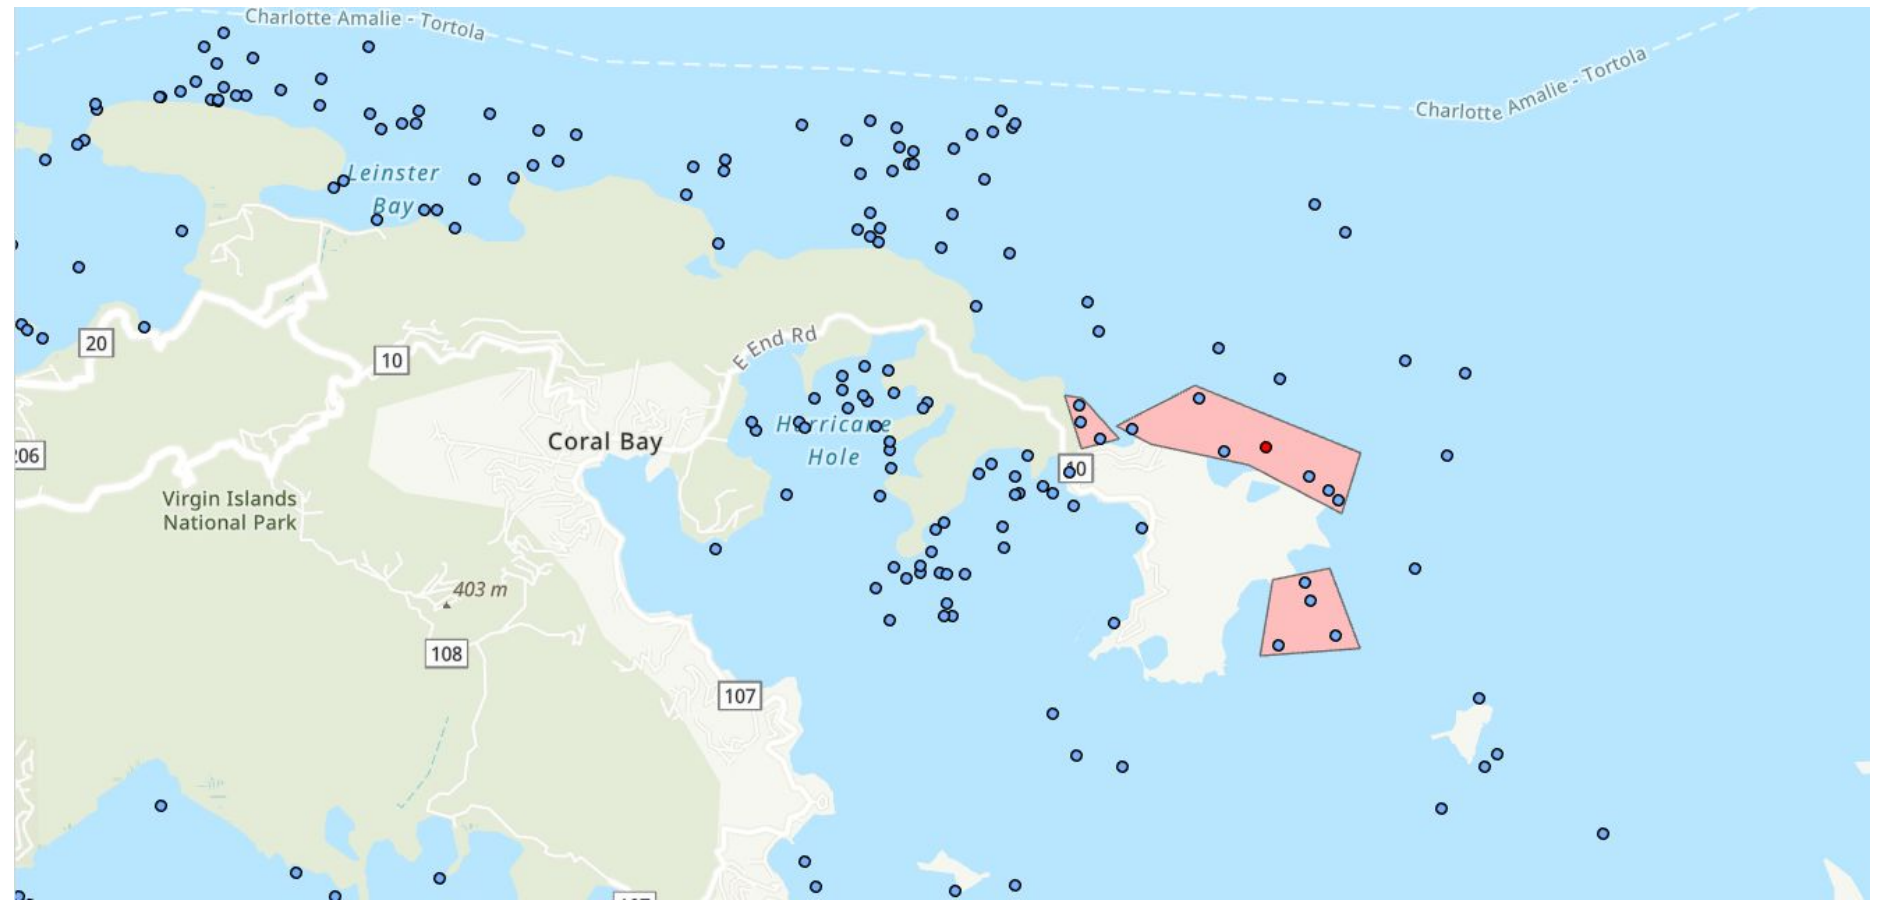 Charlotte Amalie - Tortola
Charlotte Amalie - Tortola
Leinster
Bay
E End Rd
20
10
Hurricane
Hole
Coral Bay
206
10
Virgin Islands
National Park
403 m
108
107